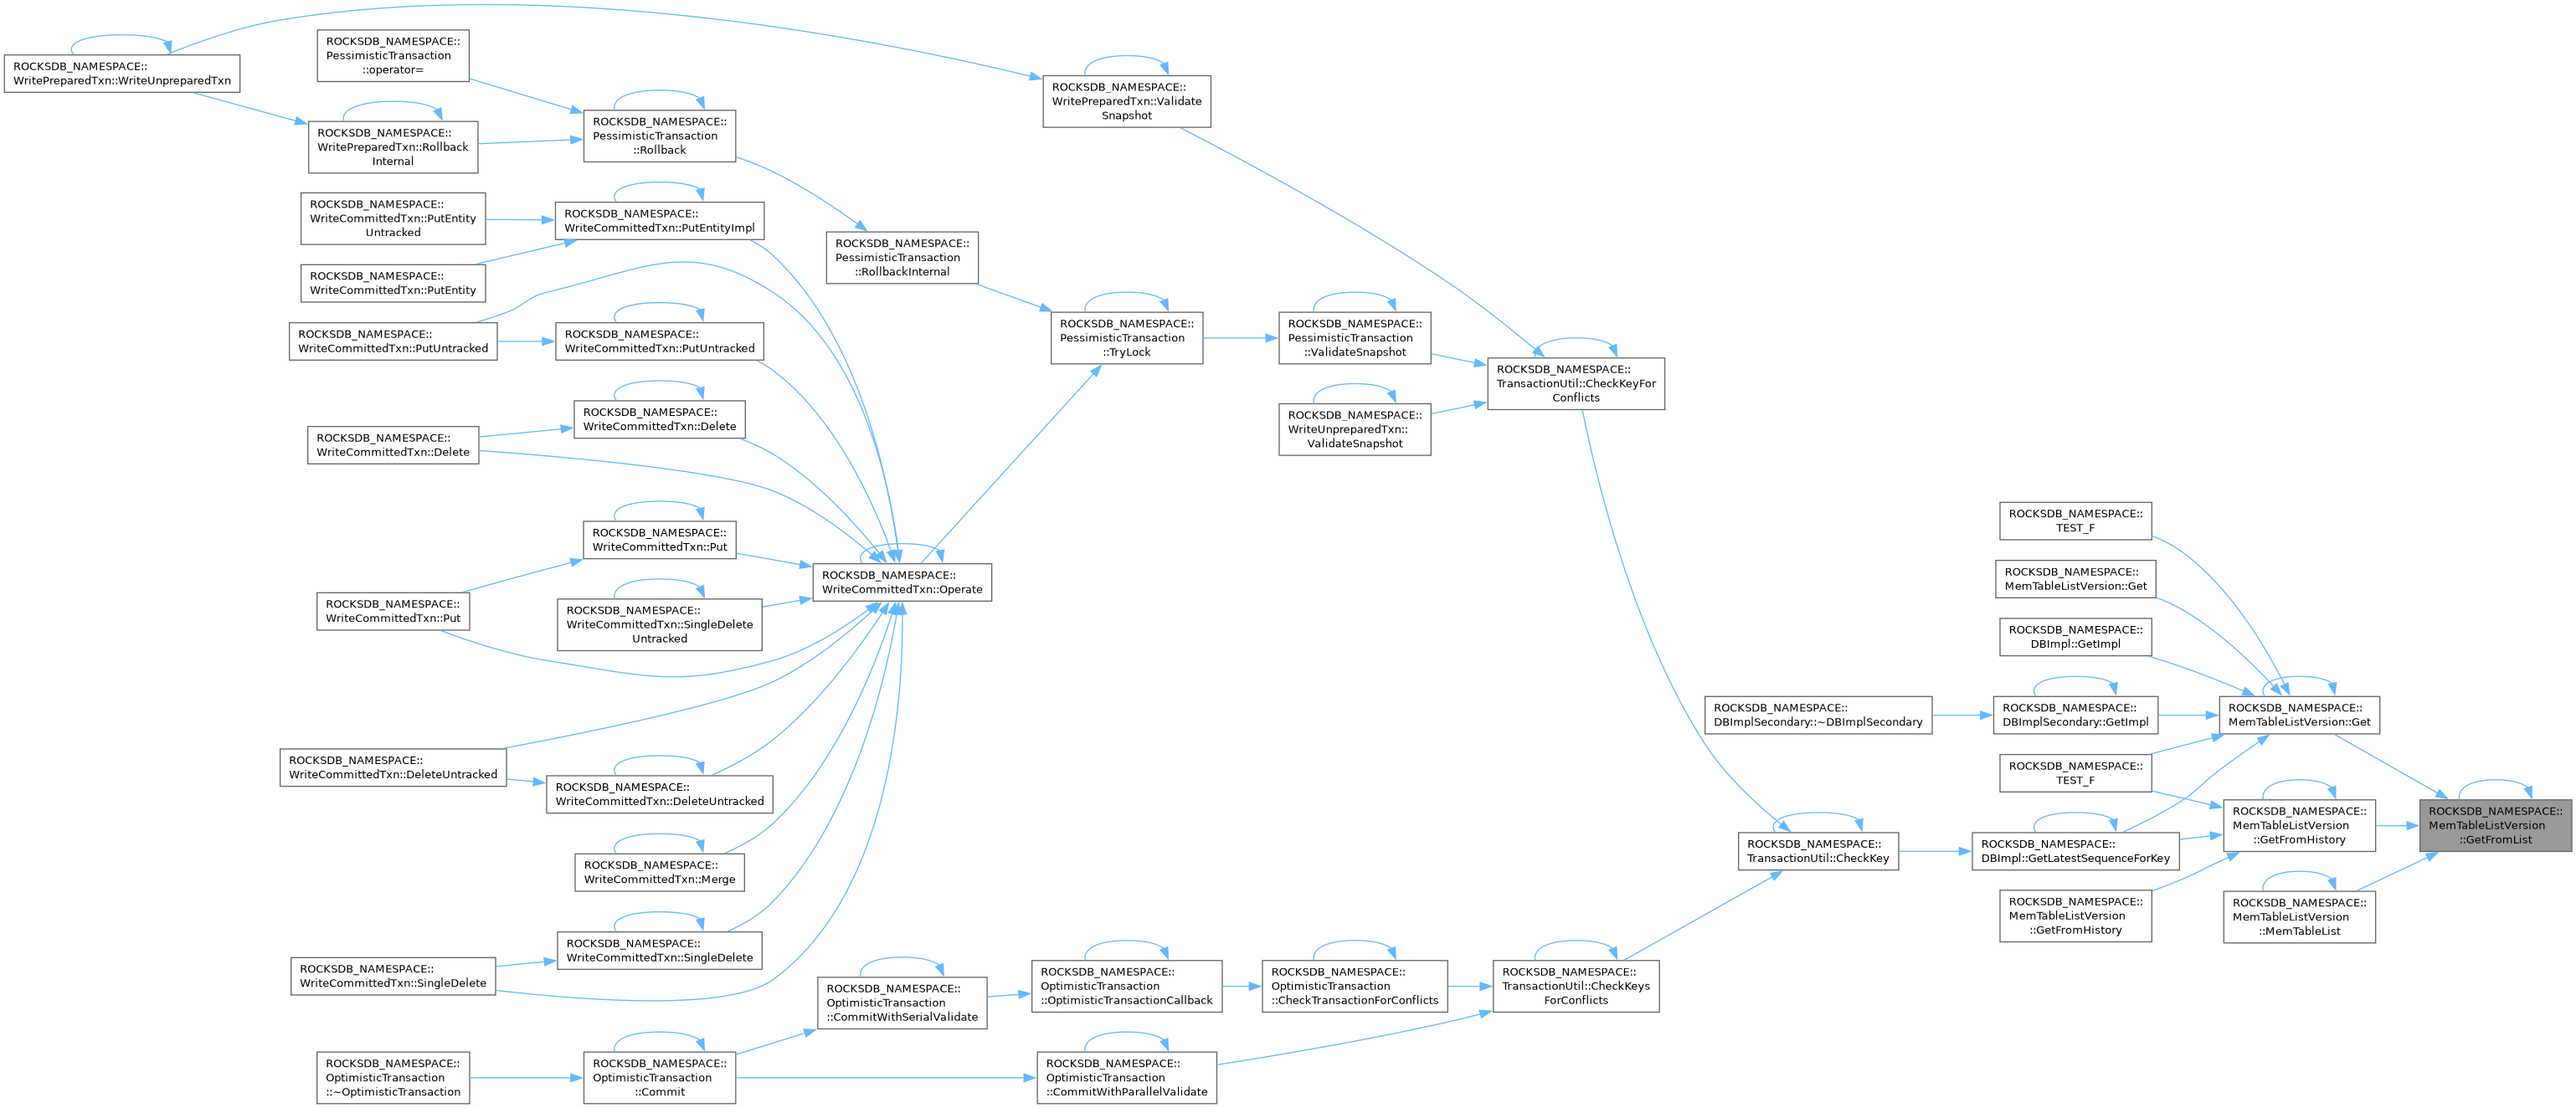 ROCKSDB_NAMESPACE::
WritePreparedTxn::WriteUnpreparedTxn
ROCKSDB_NAMESPACE::
PessimisticTransaction
::operator=
ROCKSDB_NAMESPACE::
WritePreparedTxn::Rollback
Internal
ROCKSDB_NAMESPACE::
WriteCommittedTxn::PutEntity
Untracked
ROCKSDB_NAMESPACE::
WriteCommittedTxn::PutEntity
ROCKSDB_NAMESPACE::
WriteCommittedTxn::PutUntracked
ROCKSDB_NAMESPACE::
WriteCommittedTxn::Delete
ROCKSDB_NAMESPACE::
WriteCommittedTxn::Put
ROCKSDB_NAMESPACE::
WriteCommittedTxn::DeleteUntracked
ROCKSDB_NAMESPACE::
WriteCommittedTxn::SingleDelete
ROCKSDB_NAMESPACE::
OptimisticTransaction
::~OptimisticTransaction
ROCKSDB_NAMESPACE::
PessimisticTransaction
::Rollback
ROCKSDB_NAMESPACE::
WriteCommittedTxn::PutEntityImpl
ROCKSDB_NAMESPACE::
WriteCommittedTxn::PutUntracked
ROCKSDB_NAMESPACE::
WriteCommittedTxn::Delete
ROCKSDB_NAMESPACE::
WriteCommittedTxn::Put
ROCKSDB_NAMESPACE::
WriteCommittedTxn::SingleDelete
Untracked
ROCKSDB_NAMESPACE::
WriteCommittedTxn::DeleteUntracked
ROCKSDB_NAMESPACE::
WriteCommittedTxn::Merge
ROCKSDB_NAMESPACE::
WriteCommittedTxn::SingleDelete
ROCKSDB_NAMESPACE::
OptimisticTransaction
::Commit
ROCKSDB_NAMESPACE::
PessimisticTransaction
::RollbackInternal
ROCKSDB_NAMESPACE::
WriteCommittedTxn::Operate
ROCKSDB_NAMESPACE::
OptimisticTransaction
::CommitWithSerialValidate
ROCKSDB_NAMESPACE::
WritePreparedTxn::Validate
Snapshot
ROCKSDB_NAMESPACE::
PessimisticTransaction
::TryLock
ROCKSDB_NAMESPACE::
OptimisticTransaction
::OptimisticTransactionCallback
ROCKSDB_NAMESPACE::
OptimisticTransaction
::CommitWithParallelValidate
ROCKSDB_NAMESPACE::
PessimisticTransaction
::ValidateSnapshot
ROCKSDB_NAMESPACE::
WriteUnpreparedTxn::
ValidateSnapshot
ROCKSDB_NAMESPACE::
OptimisticTransaction
::CheckTransactionForConflicts
ROCKSDB_NAMESPACE::
TransactionUtil::CheckKeyFor
Conflicts
ROCKSDB_NAMESPACE::
TransactionUtil::CheckKeys
ForConflicts
ROCKSDB_NAMESPACE::
DBImplSecondary::~DBImplSecondary
ROCKSDB_NAMESPACE::
TransactionUtil::CheckKey
ROCKSDB_NAMESPACE::
TEST_F
ROCKSDB_NAMESPACE::
MemTableListVersion::Get
ROCKSDB_NAMESPACE::
DBImpl::GetImpl
ROCKSDB_NAMESPACE::
DBImplSecondary::GetImpl
ROCKSDB_NAMESPACE::
TEST_F
ROCKSDB_NAMESPACE::
DBImpl::GetLatestSequenceForKey
ROCKSDB_NAMESPACE::
MemTableListVersion
::GetFromHistory
ROCKSDB_NAMESPACE::
MemTableListVersion::Get
ROCKSDB_NAMESPACE::
MemTableListVersion
::GetFromHistory
ROCKSDB_NAMESPACE::
MemTableListVersion
::MemTableList
ROCKSDB_NAMESPACE::
MemTableListVersion
::GetFromList